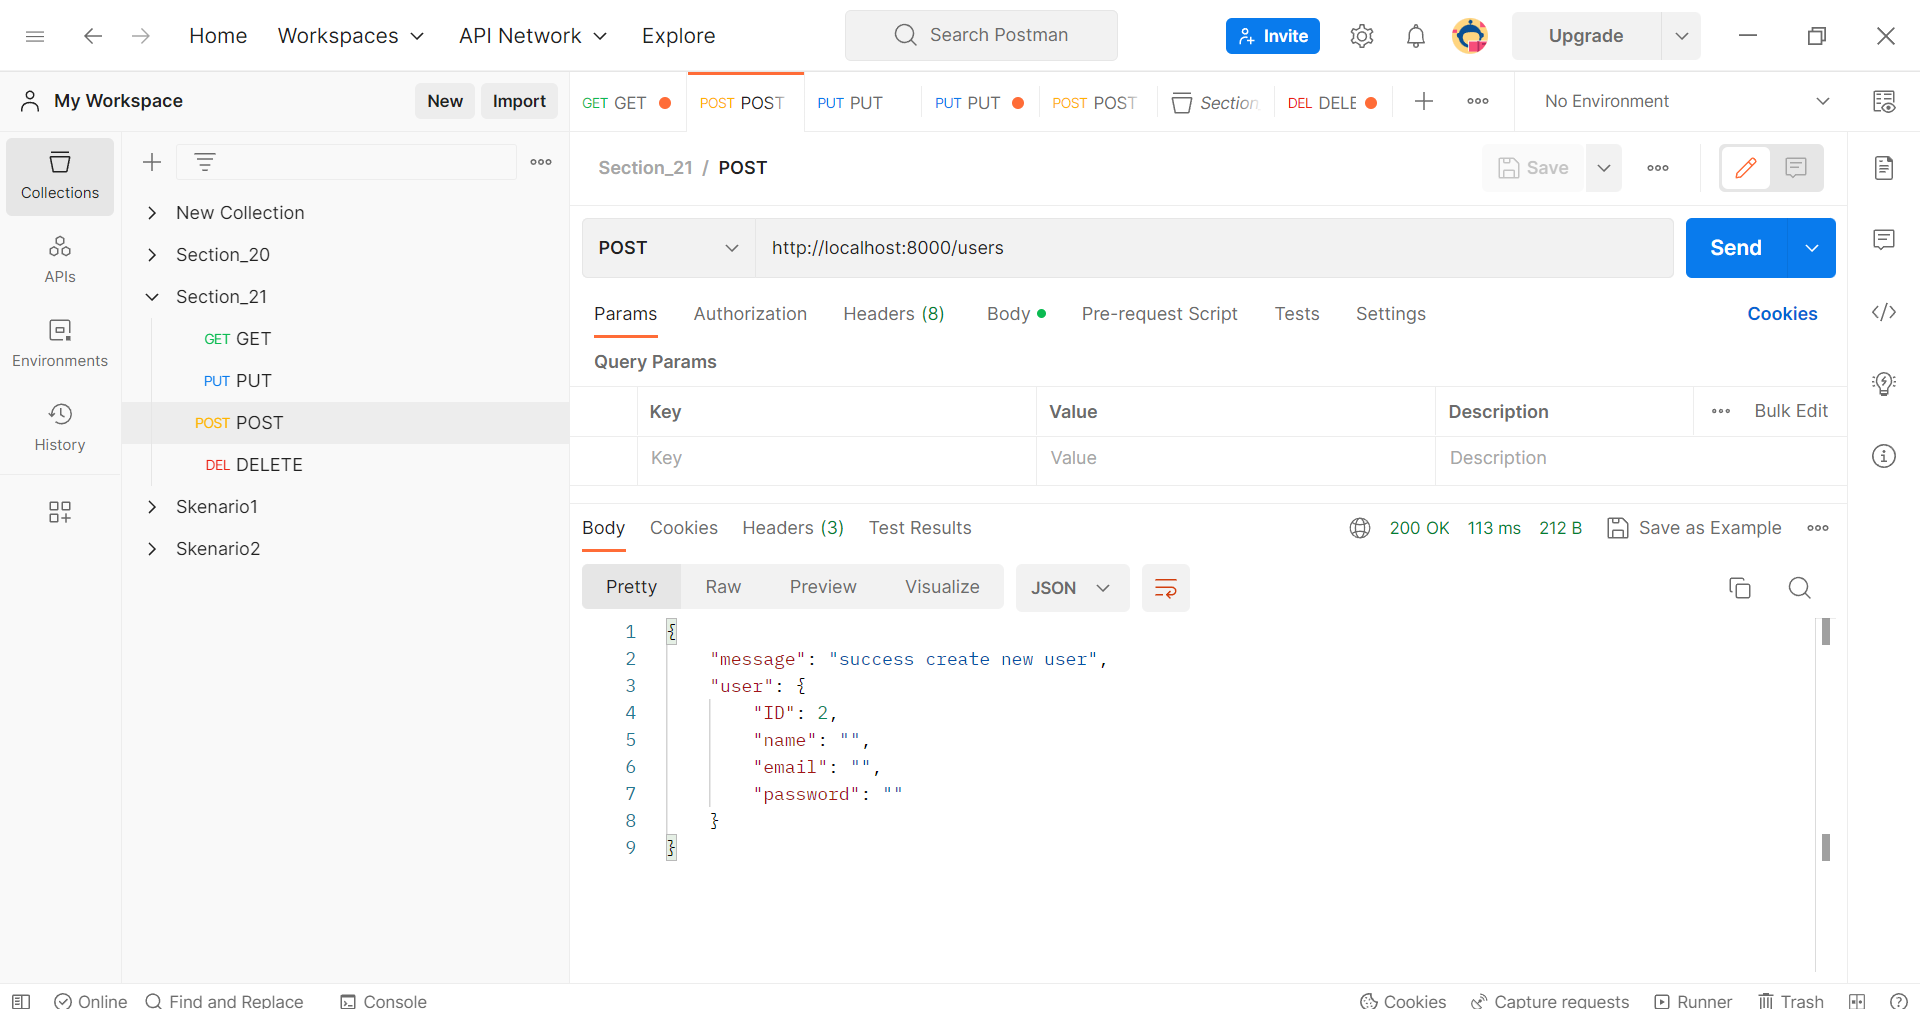 Home Workspaces API Network Explore Search Postman Invite Upgrade
My Workspace New Import
GET GET POST POST PUT PUT PUT PUT POST POST Section DEL DELE No Environment
Collections
APIs
Environments
History
New Collection
Section_20
Section_21
GET GET
PUT PUT
POST POST
DEL DELETE
Skenario1
Skenario2
Section_21 / POST Save
POST http://localhost:8000/users Send
Params Authorization Headers (8) Body Pre-request Script Tests Settings Cookies
Query Params
Key Value Description Bulk Edit
Key Value Description
Body Cookies Headers (3) Test Results 200 OK 113 ms 212 B Save as Example
Pretty Raw Preview Visualize JSON
1 {
2 "message": "success create new user",
3 "user": {
4 "ID": 2,
5 "name": "",
6 "email": "",
7 "password": ""
8 }
9 }
Online Find and Replace Console Cookies Capture requests Runner Trash